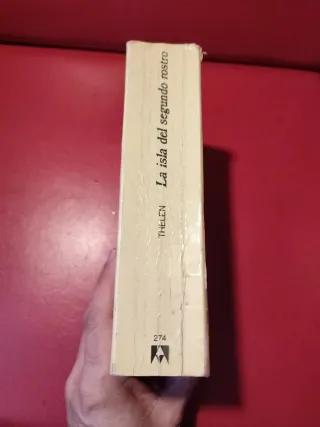 La isla del segundo rostro
THELEN
274